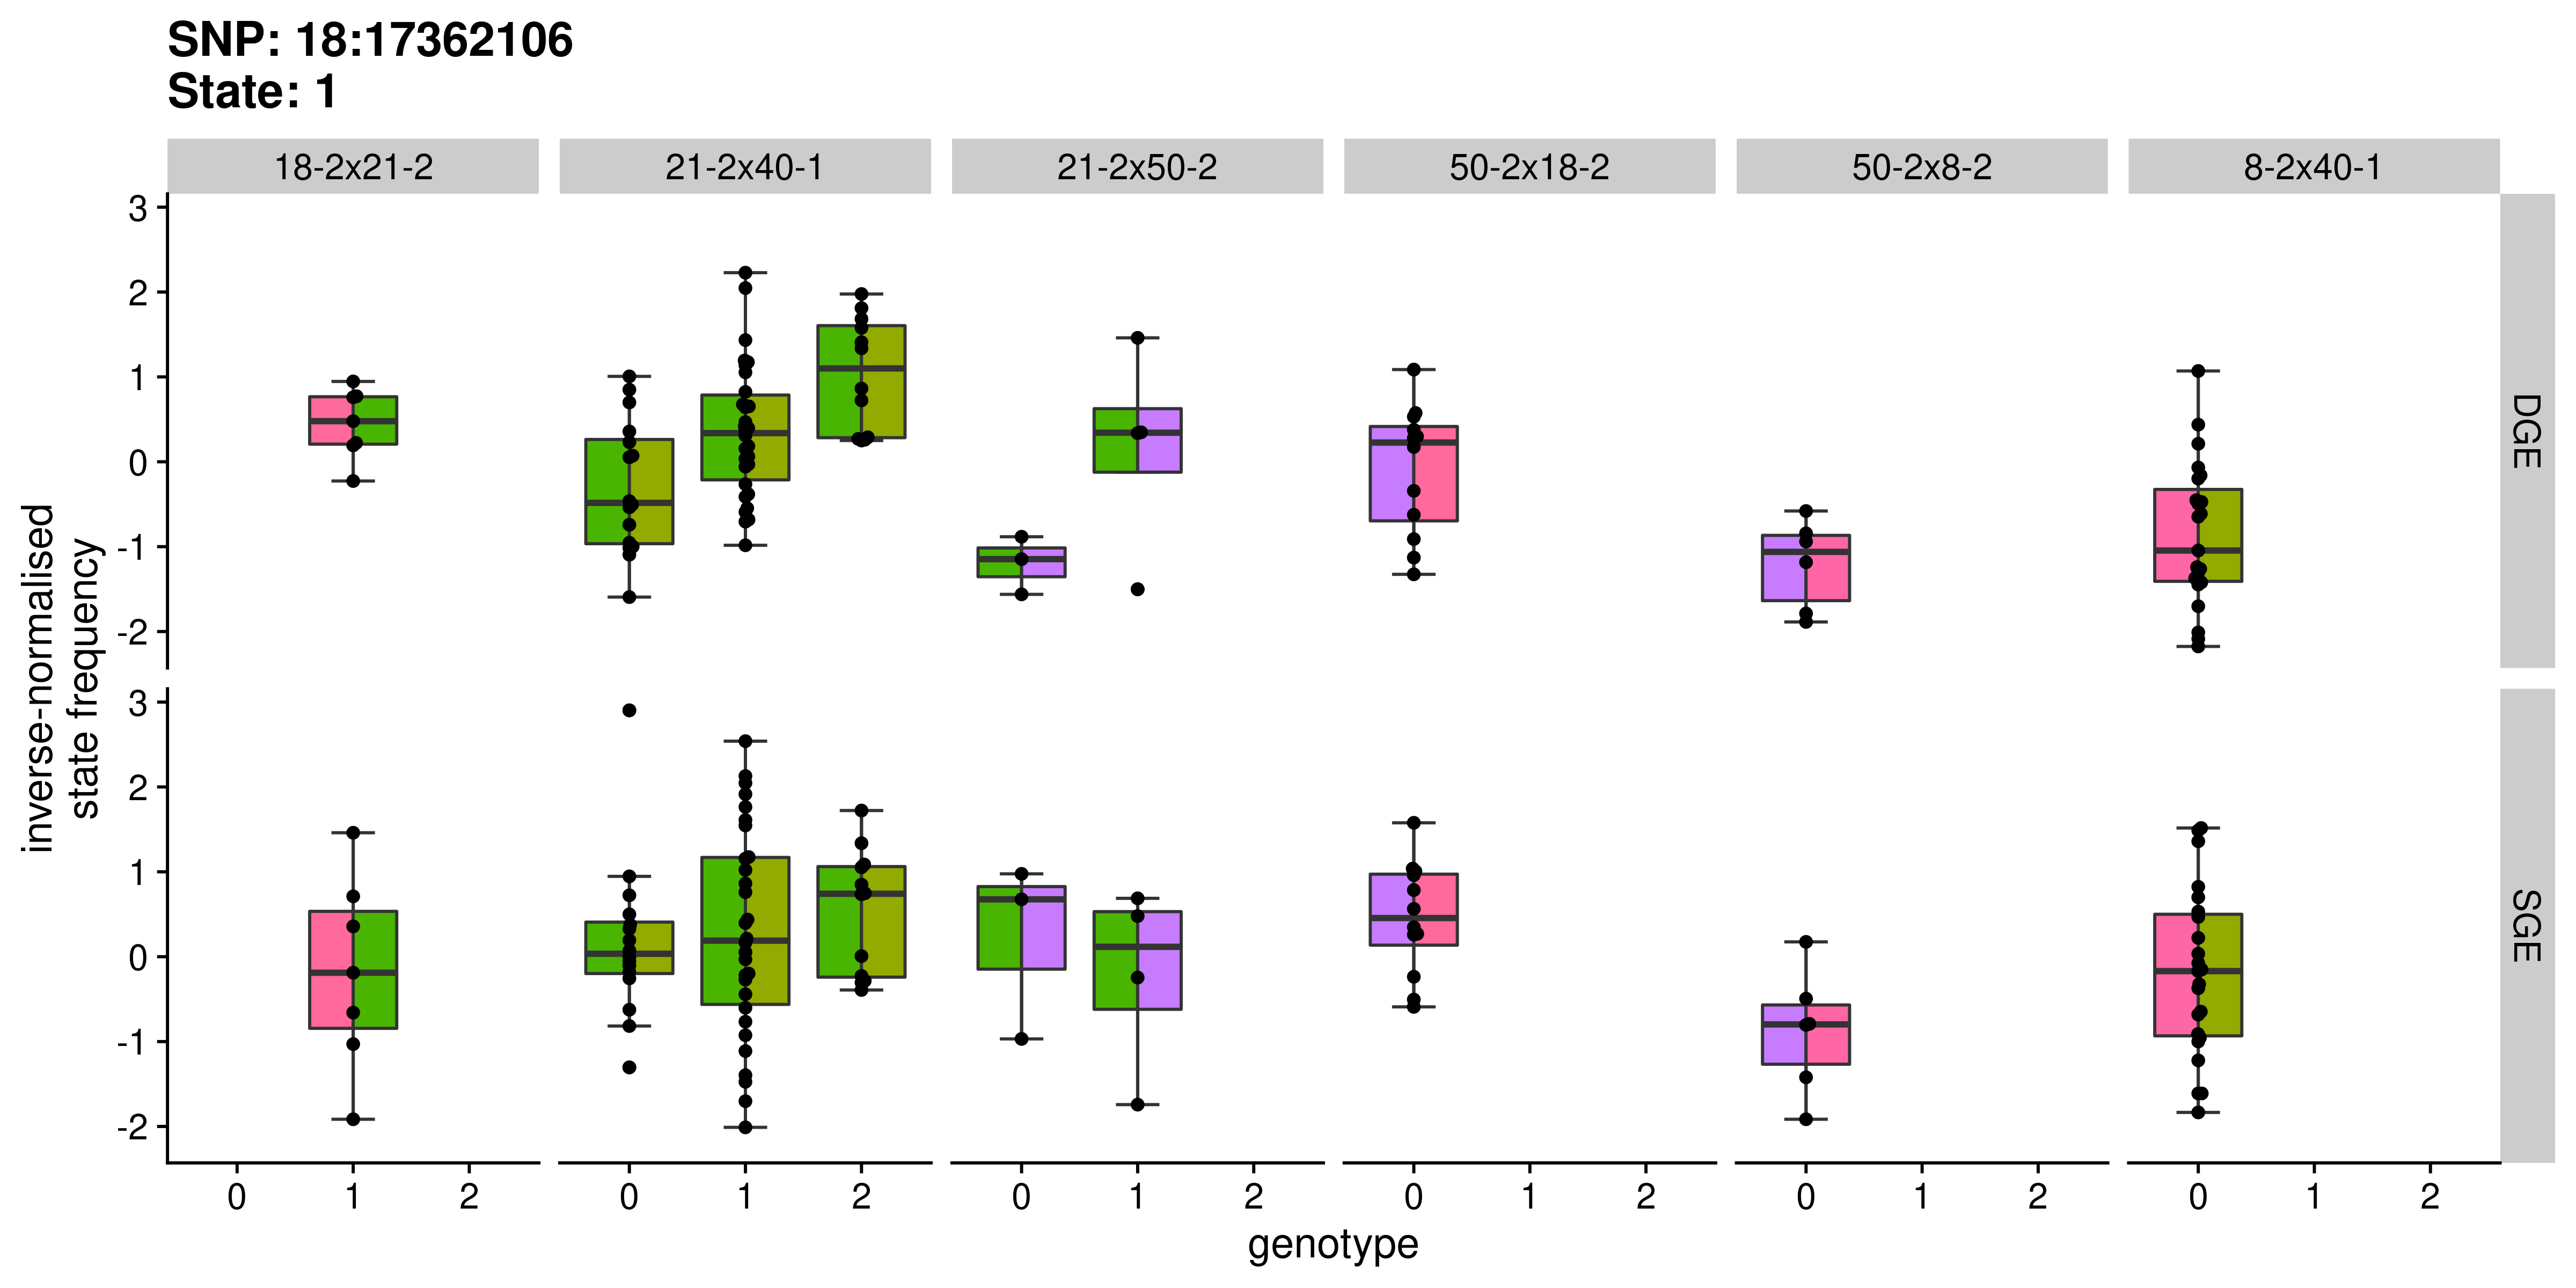 SNP: 18:17362106
State: 1
18-2x21-2 21-2x40-1 21-2x50-2 50-2x18-2 50-2x8-2 8-2x40-1
3
2
1
0
-1
-2
DGE
3
2
1
0
-1
-2
SGE
inverse-normalised
state frequency
0 1 2 0 1 2 0 1 2 0 1 2 0 1 2 0 1 2
genotype